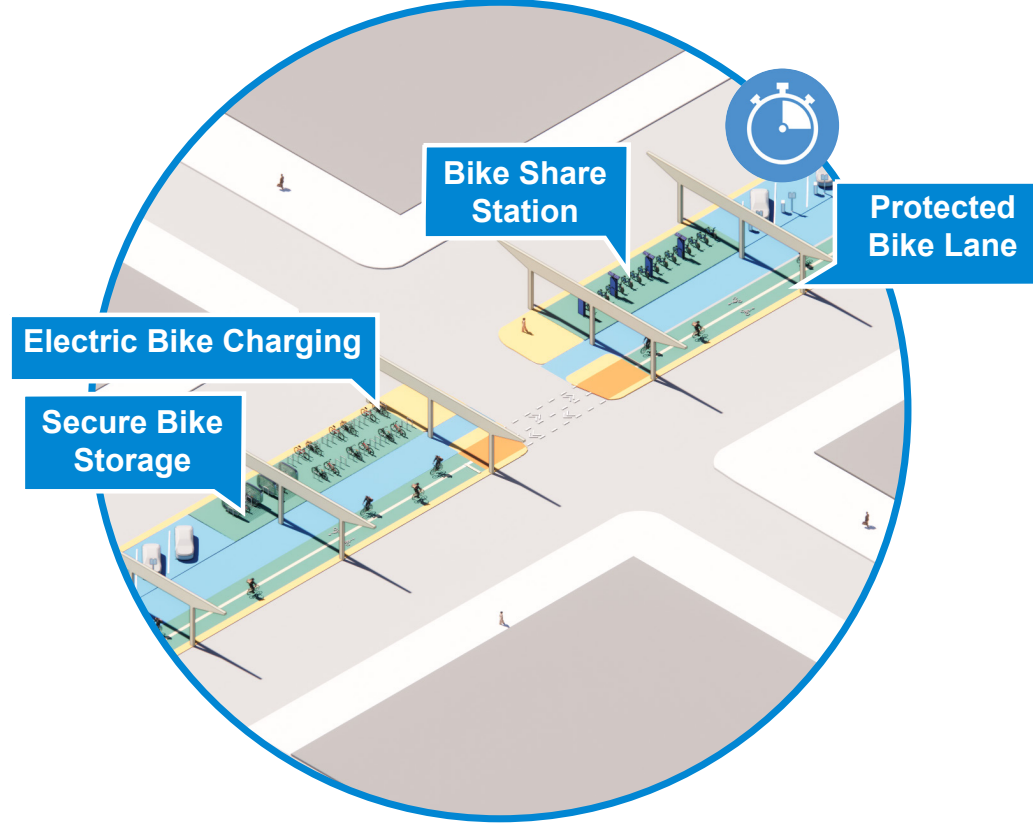 Bike Share
Station
Protected
Bike Lane
Electric Bike Charging
Secure Bike
Storage